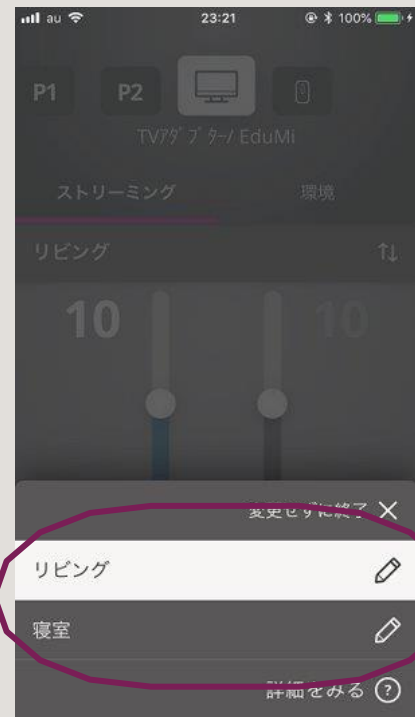 au 23:21 100%
P1 P2
TVｱﾀﾞﾌﾟﾀｰ/ EduMi
ストリーミング 環境
リビング
10 10
変更せずに終了
リビング
寝室
詳細をみる ?